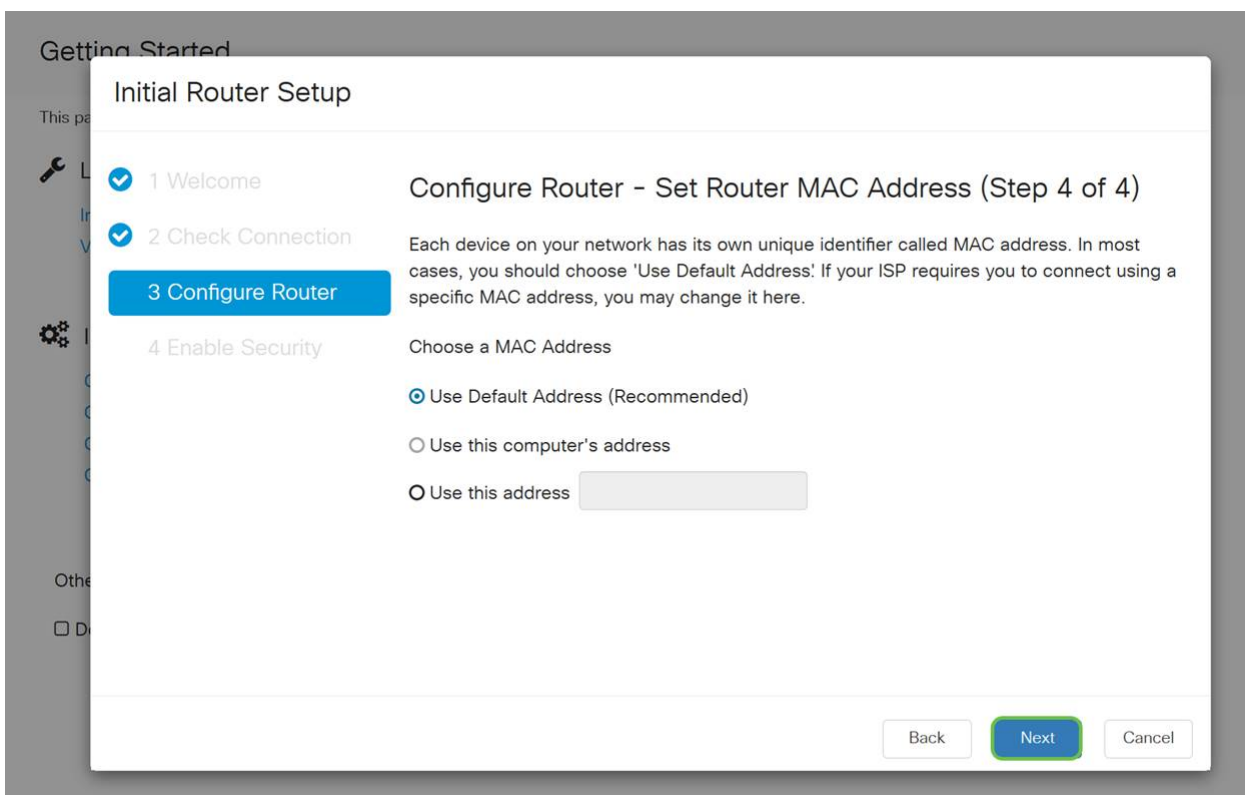 Getting Started
Initial Router Setup
This pa
1 Welcome
2 Check Connection
3 Configure Router
4 Enable Security
Configure Router - Set Router MAC Address (Step 4 of 4)
Each device on your network has its own unique identifier called MAC address. In most
cases, you should choose 'Use Default Address.' If your ISP requires you to connect using a
specific MAC address, you may change it here.
Choose a MAC Address
Use Default Address (Recommended)
Use this computer's address
Use this address
Othe
Back
Next
Cancel